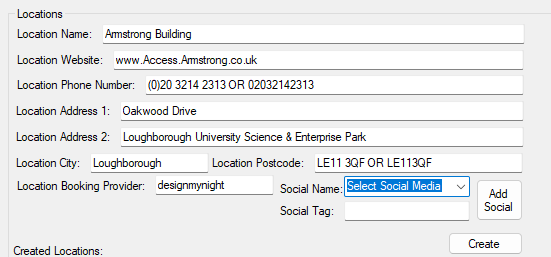 Locations
Location Name: Armstrong Building
Location Website: www.Access.Armstrong.co.uk
Location Phone Number: (0)20 3214 2313 OR 02032142313
Location Address 1: Oakwood Drive
Location Address 2: Loughborough University Science & Enterprise Park
Location City: Loughborough Location Postcode: LE11 3QF OR LE113QF
Location Booking Provider: designmynight Social Name: Select Social Media
Add
Social
Social Tag:
Create
Created Locations: